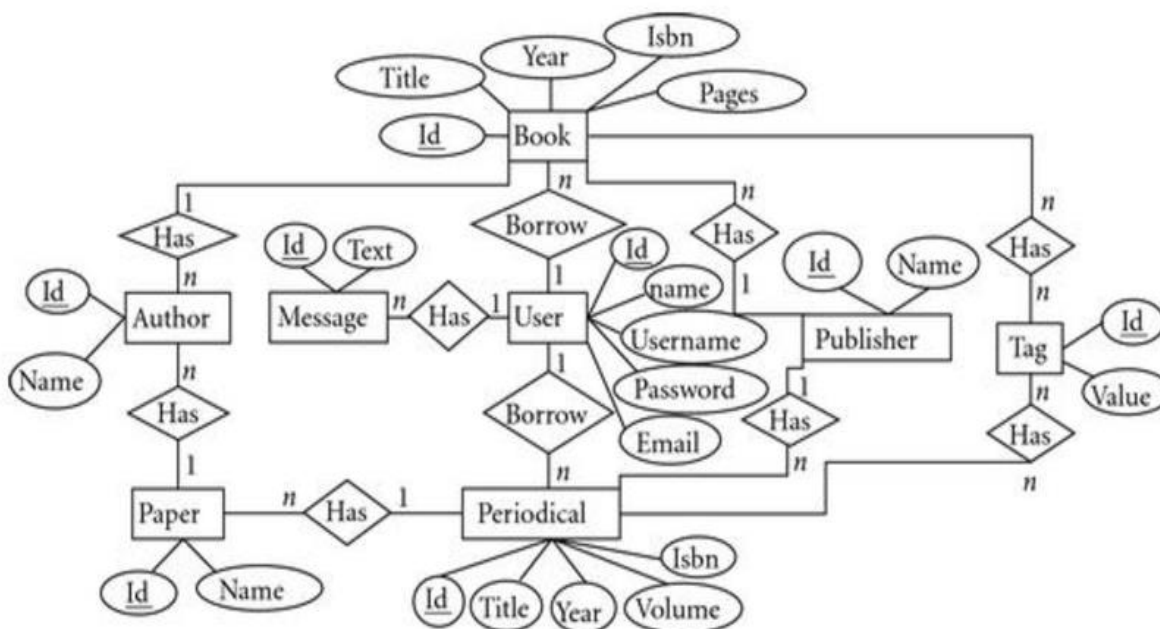 Isbn
Year
Title
Pages
Id
Book
1
n
n
n
Borrow
Has
Has
Has
Id
Text
Id
n
1
n
1
Id
Name
Id
name
n
Author
Message
n
Has
1
User
Username
Publisher
Tag
Id
Name
n
1
Password
1
n
Value
Has
Borrow
Has
Has
Email
1
n
n
n
Paper
n
Has
1
Periodical
Isbn
Id
Name
Id
Title
Year
Volume